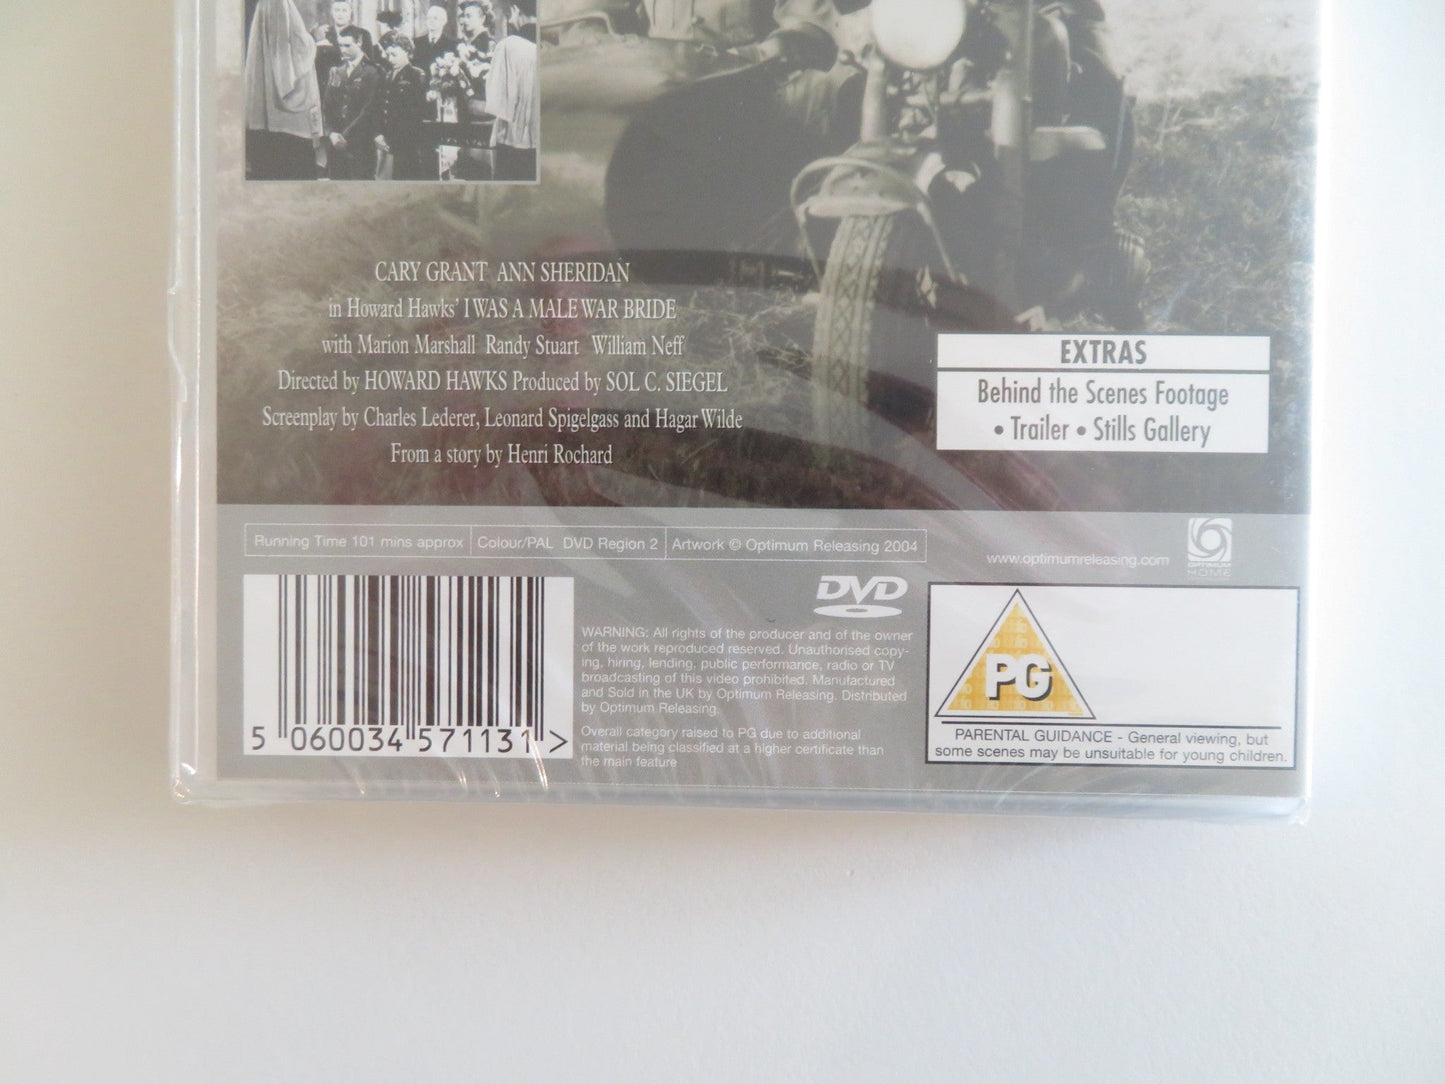 CARY GRANT ANN SHERIDAN
in Howard Hawks' I WAS A MALE WAR BRIDE
with Marion Marshall Randy Stuart William Neff
Directed by HOWARD HAWKS Produced by SOL C. SIEGEL
Screenplay by Charles Lederer, Leonard Spigelgass and Hagar Wilde
From a story by Henri Rochard
EXTRAS
Behind the Scenes Footage
• Trailer • Stills Gallery
Running Time 101 mins approx
Colour/PAL DVD Region 2
Artwork © Optimum Releasing 2004
www.optimumreleasing.com
OPTIMUM
HOME
DVD
WARNING: All rights of the producer and of the owner
of the work reproduced reserved. Unauthorised copy-
ing, hiring, lending, public performance, radio or TV
broadcasting of this video prohibited. Manufactured
and Sold in the UK by Optimum Releasing. Distributed
by Optimum Releasing.
Overall category raised to PG due to additional
material being classified at a higher certificate than
the main feature
5 060034 571131 >
PG
PARENTAL GUIDANCE - General viewing, but
some scenes may be unsuitable for young children.